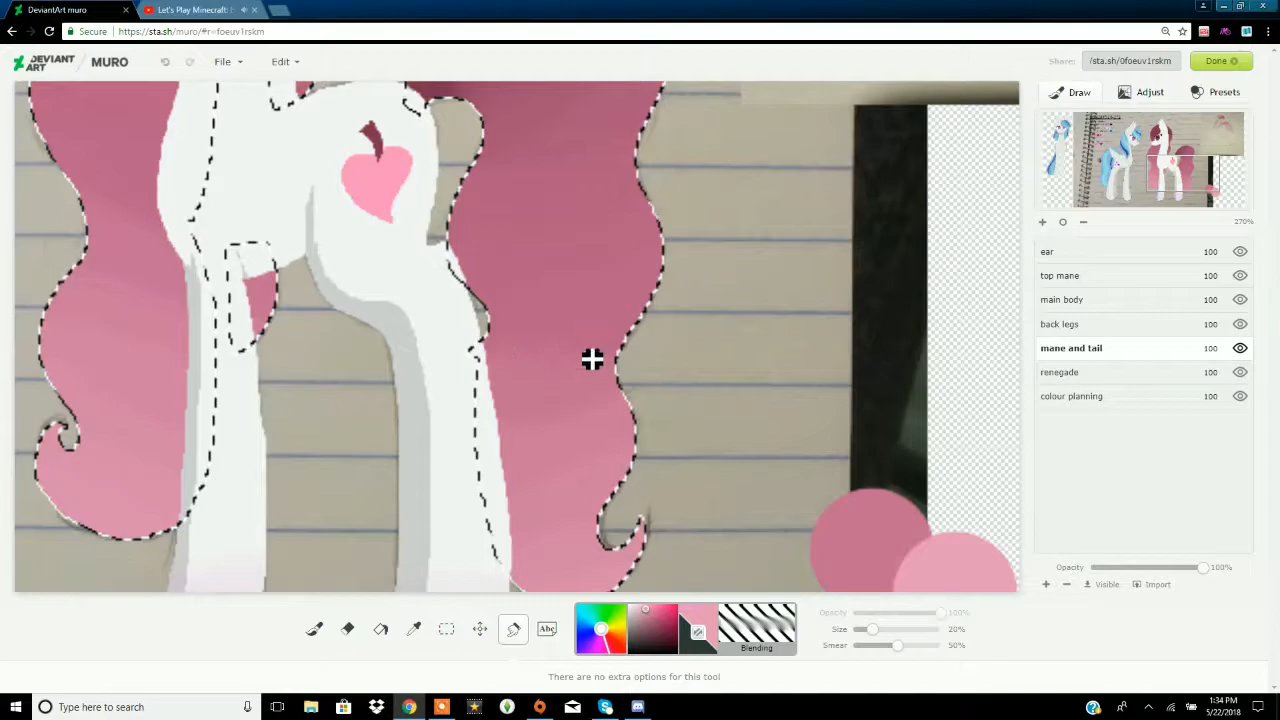 DeviantArt muro
Let's Play Minecraft:
Secure
https://sta.sh/muro/#r=foeuv1rskm
DEVIANT ART
MURO
File
Edit
Share:
/sta.sh/0foeuv1rskm
Done
Draw
Adjust
Presets
270%
ear 100
top mane 100
main body 100
back legs 100
mane and tail 100
renegade 100
colour planning 100
Opacity 100%
Visible
Import
Abc
Blending
Opacity 100%
Size 20%
Smear 50%
There are no extra options for this tool
Type here to search
1:34 PM
5/22/2018